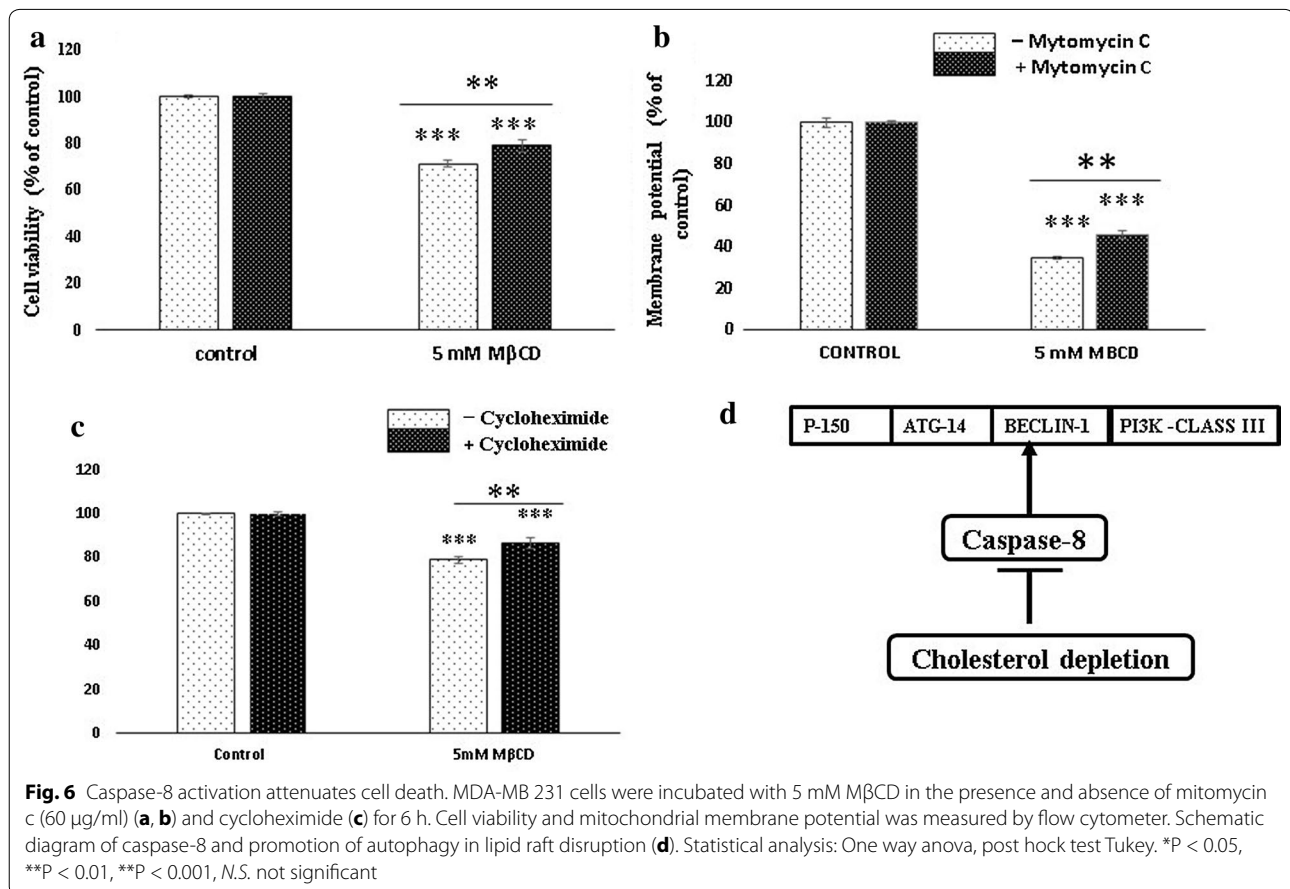 a
120
100
80
60
40
20
0
Cell viability (% of control)
**
***
***
control
5 mM MβCD
b
– Mytomycin C
+ Mytomycin C
120
100
80
60
40
20
0
Membrane potential (% of
control)
**
***
***
CONTROL
5 mM MBCD
c
– Cycloheximide
+ Cycloheximide
120
100
80
60
40
20
0
**
***
***
Control
5mM MβCD
d
P-150 ATG-14 BECLIN-1 PI3K -CLASS III
Caspase-8
Cholesterol depletion
Fig. 6 Caspase-8 activation attenuates cell death. MDA-MB 231 cells were incubated with 5 mM MβCD in the presence and absence of mitomycin
c (60 µg/ml) (a, b) and cycloheximide (c) for 6 h. Cell viability and mitochondrial membrane potential was measured by flow cytometer. Schematic
diagram of caspase-8 and promotion of autophagy in lipid raft disruption (d). Statistical analysis: One way anova, post hock test Tukey. *P < 0.05,
**P < 0.01, **P < 0.001, N.S. not significant